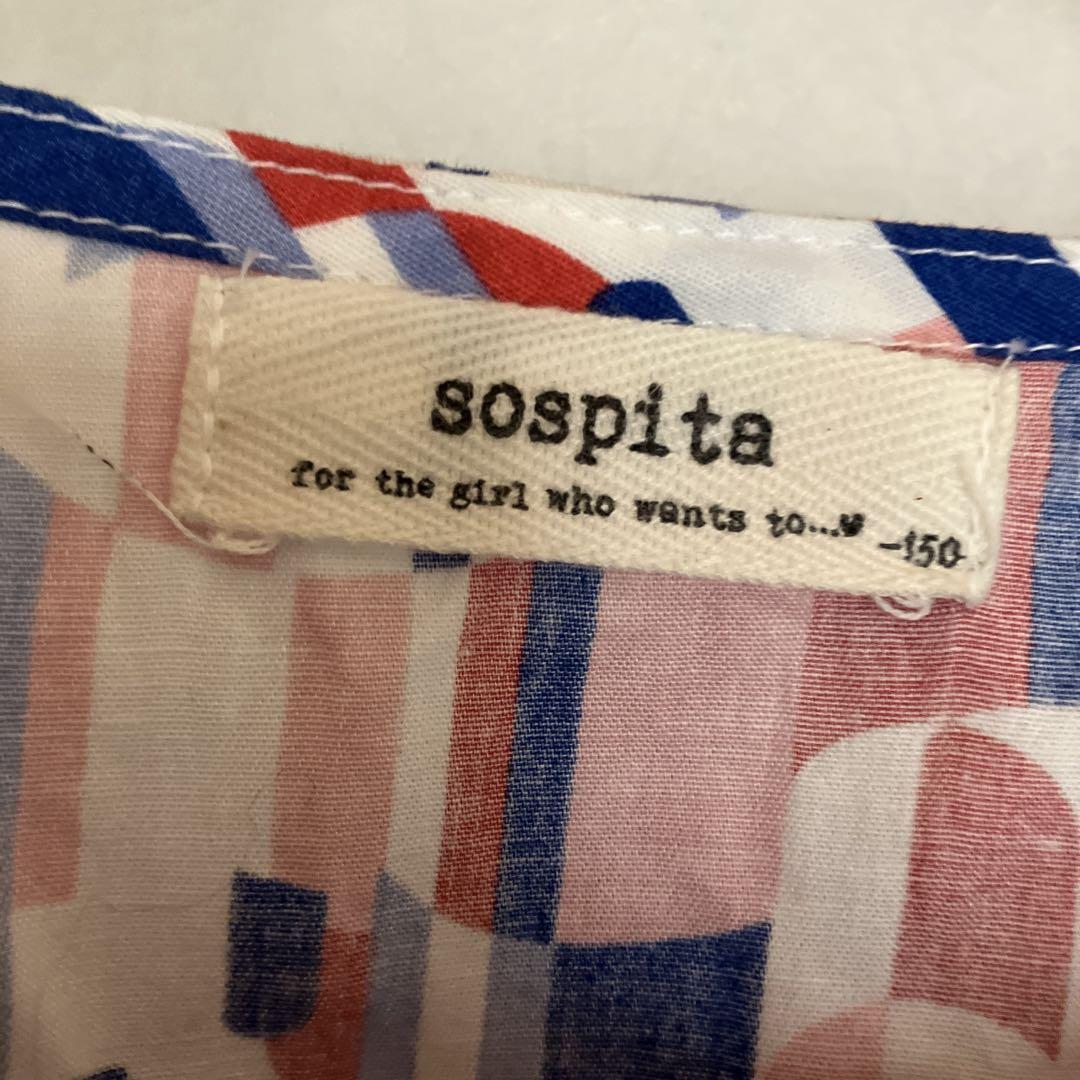 sospita
for the girl who wants to...♥
-150-